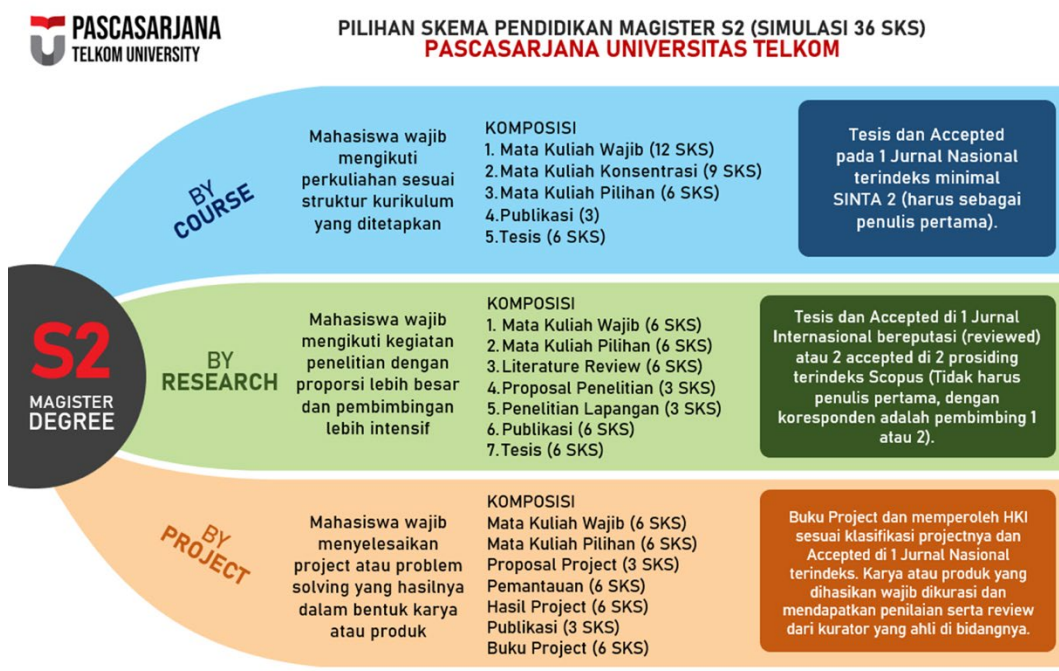 PASCASARJANA
TELKOM UNIVERSITY
PILIHAN SKEMA PENDIDIKAN MAGISTER S2 (SIMULASI 36 SKS)
PASCASARJANA UNIVERSITAS TELKOM
S2
MAGISTER
DEGREE
BY
COURSE
Mahasiswa wajib
mengikuti
perkuliahan sesuai
struktur kurikulum
yang ditetapkan
KOMPOSISI
1. Mata Kuliah Wajib (12 SKS)
2.Mata Kuliah Konsentrasi (9 SKS)
3.Mata Kuliah Pilihan (6 SKS)
4.Publikasi (3)
5.Tesis (6 SKS)
Tesis dan Accepted
pada 1 Jurnal Nasional
terindeks minimal
SINTA 2 (harus sebagai
penulis pertama).
BY
RESEARCH
Mahasiswa wajib
mengikuti kegiatan
penelitian dengan
proporsi lebih besar
dan pembimbingan
lebih intensif
KOMPOSISI
1. Mata Kuliah Wajib (6 SKS)
2.Mata Kuliah Pilihan (6 SKS)
3.Literature Review (6 SKS)
4.Proposal Penelitian (3 SKS)
5.Penelitian Lapangan (3 SKS)
6.Publikasi (6 SKS)
7.Tesis (6 SKS)
Tesis dan Accepted di 1 Jurnal
Internasional bereputasi (reviewed)
atau 2 accepted di 2 prosiding
terindeks Scopus (Tidak harus
penulis pertama, dengan
koresponden adalah pembimbing 1
atau 2).
BY
PROJECT
Mahasiswa wajib
menyelesaikan
project atau problem
solving yang hasilnya
dalam bentuk karya
atau produk
KOMPOSISI
Mata Kuliah Wajib (6 SKS)
Mata Kuliah Pilihan (6 SKS)
Proposal Project (3 SKS)
Pemantauan (6 SKS)
Hasil Project (6 SKS)
Publikasi (3 SKS)
Buku Project (6 SKS)
Buku Project dan memperoleh HKI
sesuai klasifikasi projectnya dan
Accepted di 1 Jurnal Nasional
terindeks. Karya atau produk yang
dihasikan wajib dikurasi dan
mendapatkan penilaian serta review
dari kurator yang ahli di bidangnya.